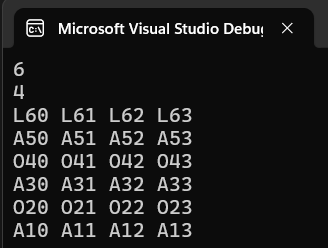 Microsoft Visual Studio Debug
6
4
L60 L61 L62 L63
A50 A51 A52 A53
O40 O41 O42 O43
A30 A31 A32 A33
O20 O21 O22 O23
A10 A11 A12 A13